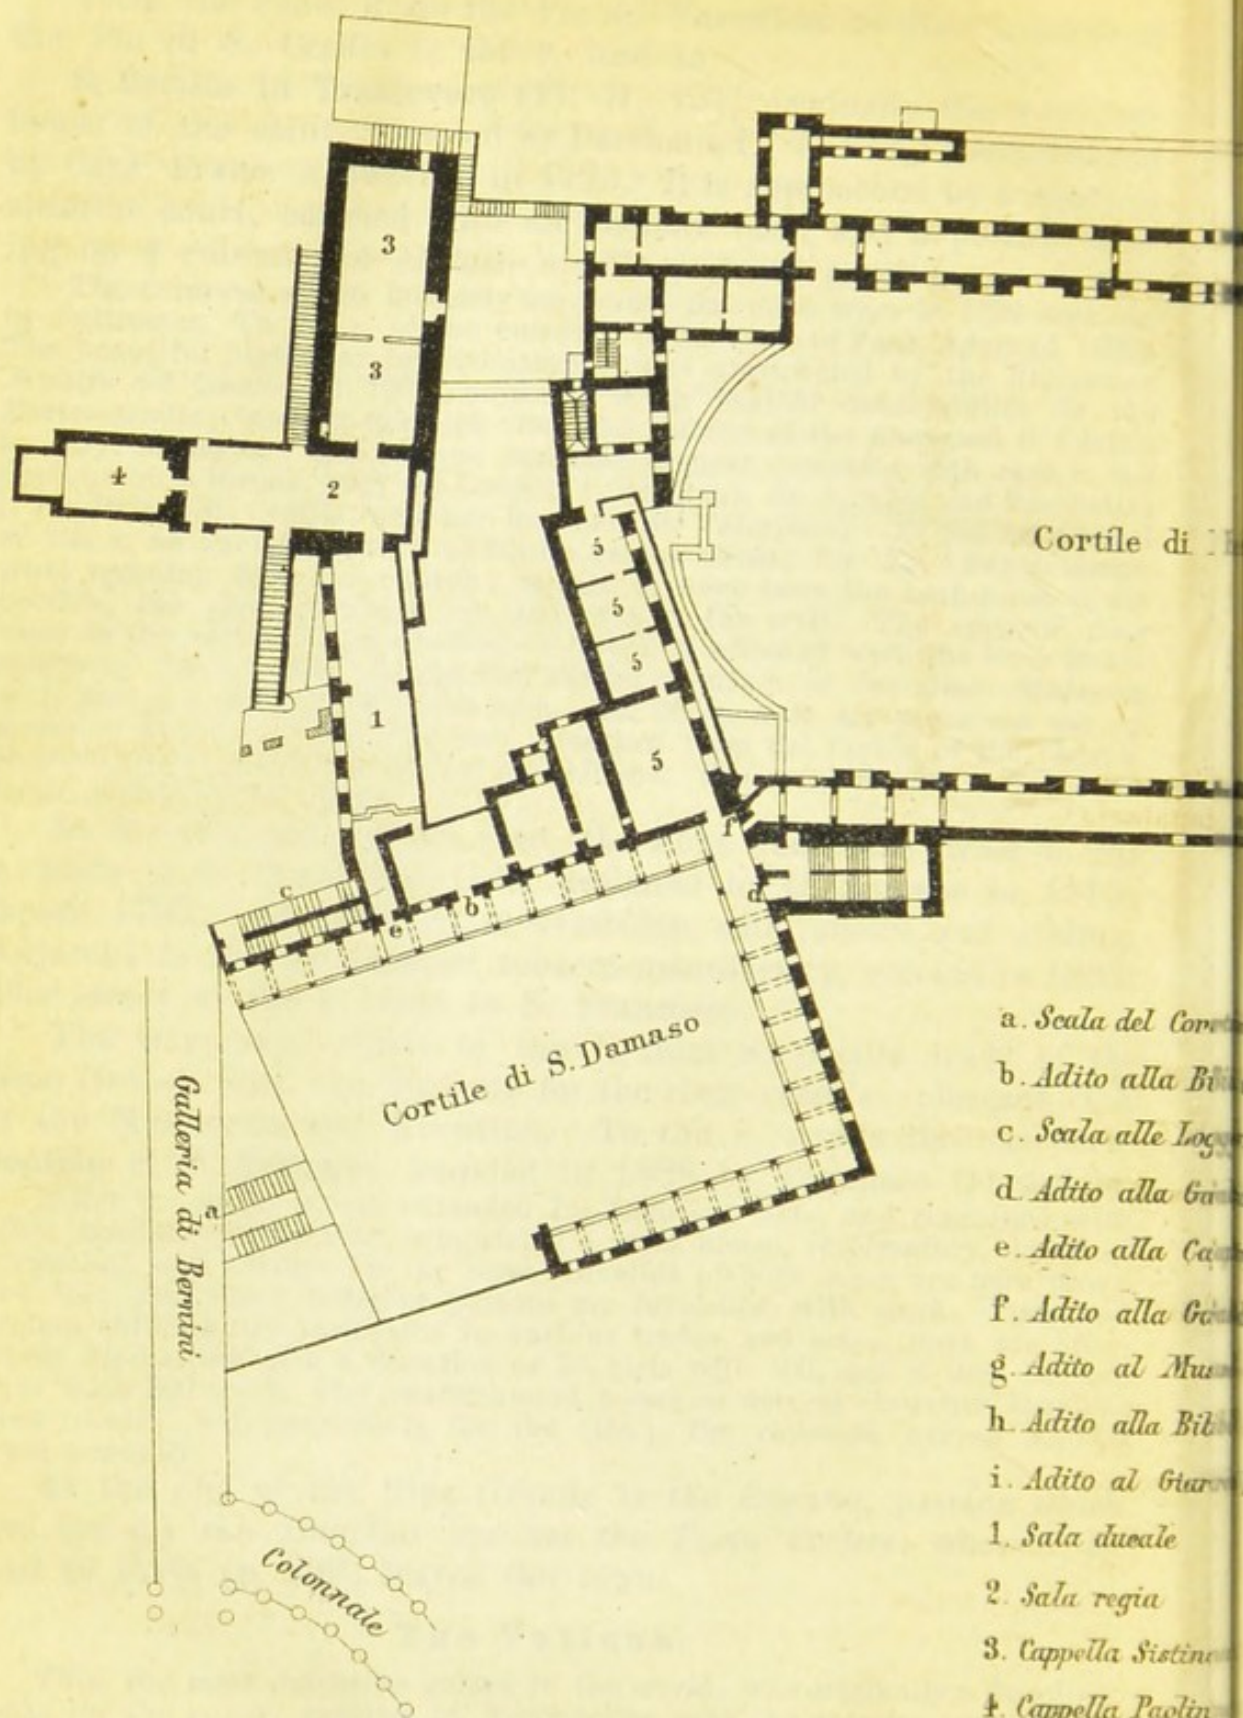 3
3
4
2
5
5
5
5
1
Cortile di
f
d
c
e
b
Cortile di S. Damaso
Galleria di Bernini
a
Colonnale
a. Scala del
b. Adito alla
c. Scala alle
d Adito alla
e. Adito alla
f. Adito alla
g. Adito al
h. Adito alla
i. Adito al
1. Sala ducale
2. Sala regia
3. Cappella
4. Cappella